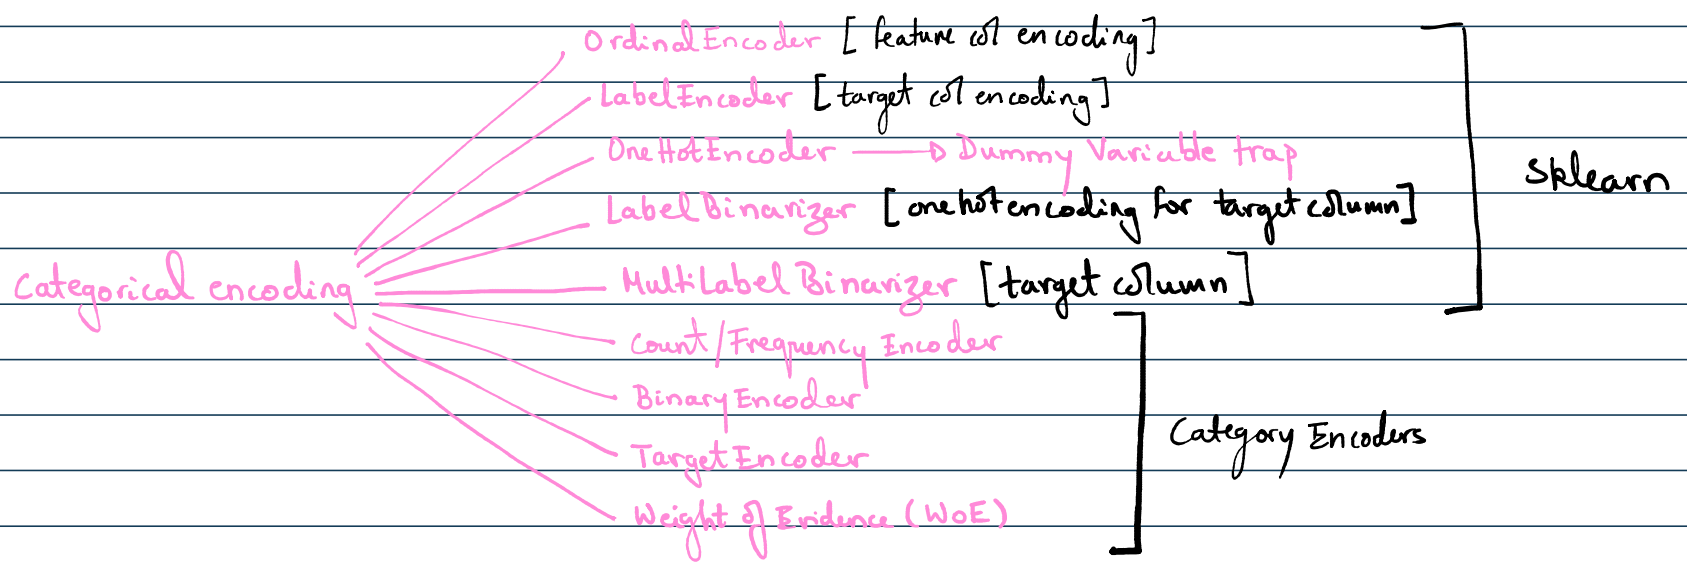 OrdinalEncoder [feature col encoding]
LabelEncoder [target col encoding]
OneHotEncoder → Dummy Variable trap
Sklearn
LabelBinarizer [onehotencoding for target column]
Categorical encoding
MultiLabelBinarizer [target column]
Count/Frequency Encoder
BinaryEncoder
Category Encoders
TargetEncoder
Weight of Evidence (WoE)